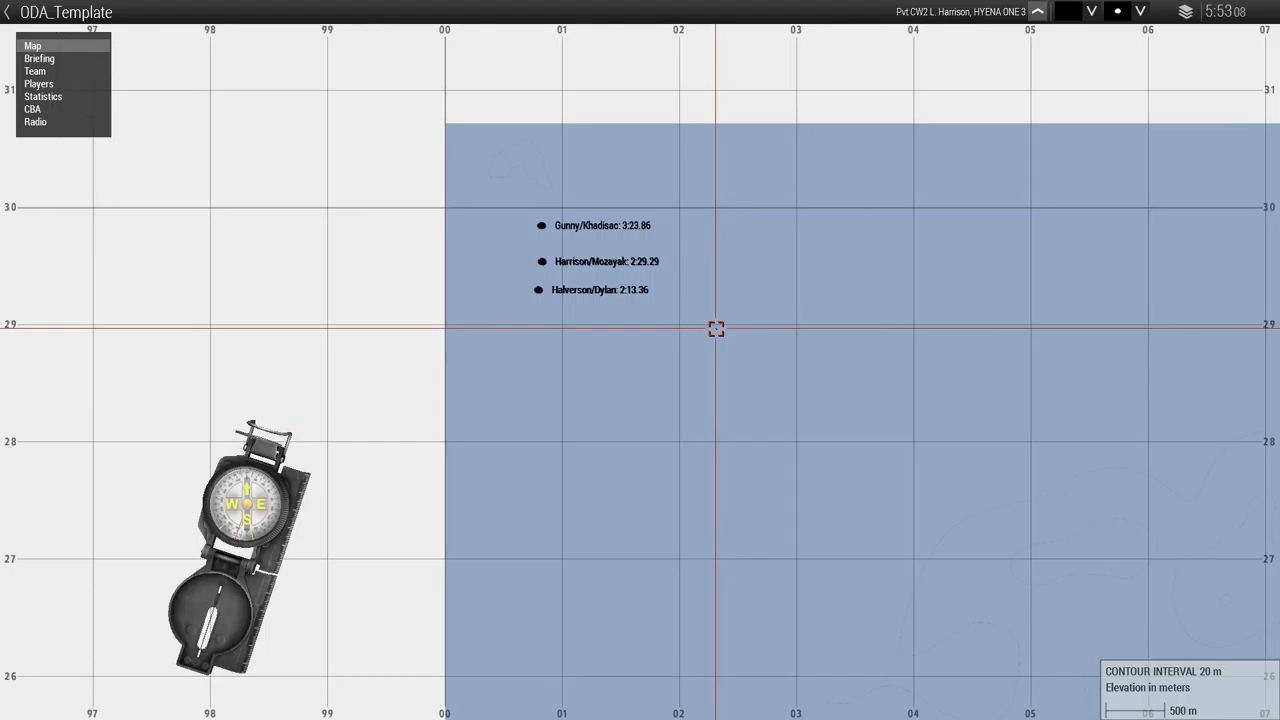 ODA_Template
Pvt CW2 L. Harrison, HYENA ONE 3
5:53 08
97 98 99 00 01 02 03 04 05 06 07
Map
Briefing
Team
Players
Statistics
CBA
Radio
31 31
30 30
Gunny/Khadisac: 3:23.86
Harrison/Mozayak: 2:29.29
Halverson/Dylan: 2:13.36
29 29
28 28
W E
S
27 27
26 26
CONTOUR INTERVAL 20 m
Elevation in meters
500 m
97 98 99 00 01 02 03 04 05 06 07